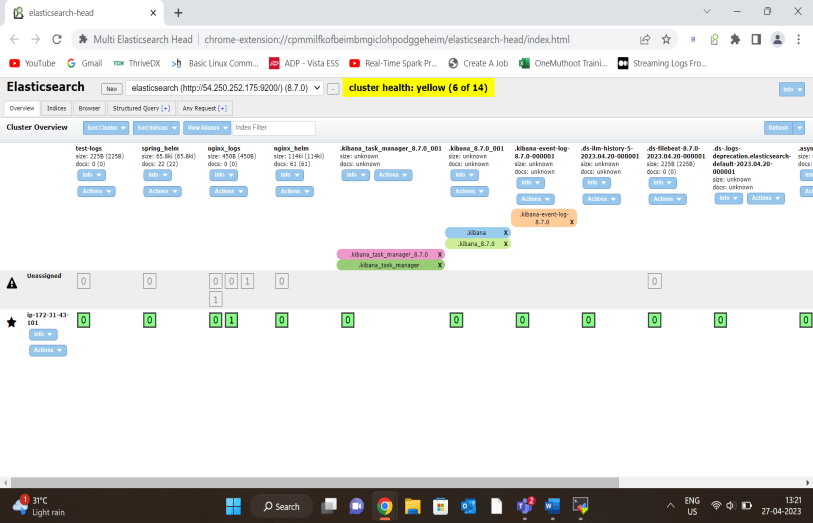 elasticsearch-head
Multi Elasticsearch Head | chrome-extension://cpmmilfkofbeimbmgiclohpodggeheim/elasticsearch-head/index.html
YouTube Gmail ThriveDX Basic Linux Comm... ADP - Vista ESS Real-Time Spark Pr... Create A Job OneMuthoot Traini... Streaming Logs Fro...
Elasticsearch New elasticsearch (http://54.250.252.175:9200/) (8.7.0) - cluster health: yellow (6 of 14) Info
Overview Indices Browser Structured Query [+] Any Request [+]
Cluster Overview Sort Cluster Sort Indices View Aliases Index Filter Refresh
test-logs
size: 225B (225B)
docs: 0 (0)
Info
Actions
spring_helm
size: 65.8ki (65.8ki)
docs: 22 (22)
Info
Actions
nginx_logs
size: 450B (450B)
docs: 0 (0)
Info
Actions
nginx_helm
size: 114ki (114ki)
docs: 61 (61)
Info
Actions
.kibana_task_manager_8.7.0_001
size: unknown
docs: unknown
Info Actions
.kibana_8.7.0_001
size: unknown
docs: unknown
Info
Actions
.kibana-event-log-
8.7.0-000001
size: unknown
docs: unknown
Info
Actions
.ds-ilm-history-5-
2023.04.20-000001
size: unknown
docs: unknown
Info
Actions
.ds-filebeat-8.7.0-
2023.04.20-000001
size: 225B (225B)
docs: 0 (0)
Info
Actions
.ds-.logs-
deprecation.elasticsearch-
default-2023.04.20-
000001
size: unknown
docs: unknown
Info Actions
.asyn
size:
docs:
.kibana-event-log-
8.7.0 X
.kibana X
.kibana_8.7.0 X
.kibana_task_manager_8.7.0 X
.kibana_task_manager X
Unassigned 0 0 0 0 1 0 0
1
ip-172-31-43-
101 0 0 0 1 0 0 0 0 0 0 0 0
Info
Actions
1 31°C
Light rain
Search
2
ENG
US
13:21
27-04-2023